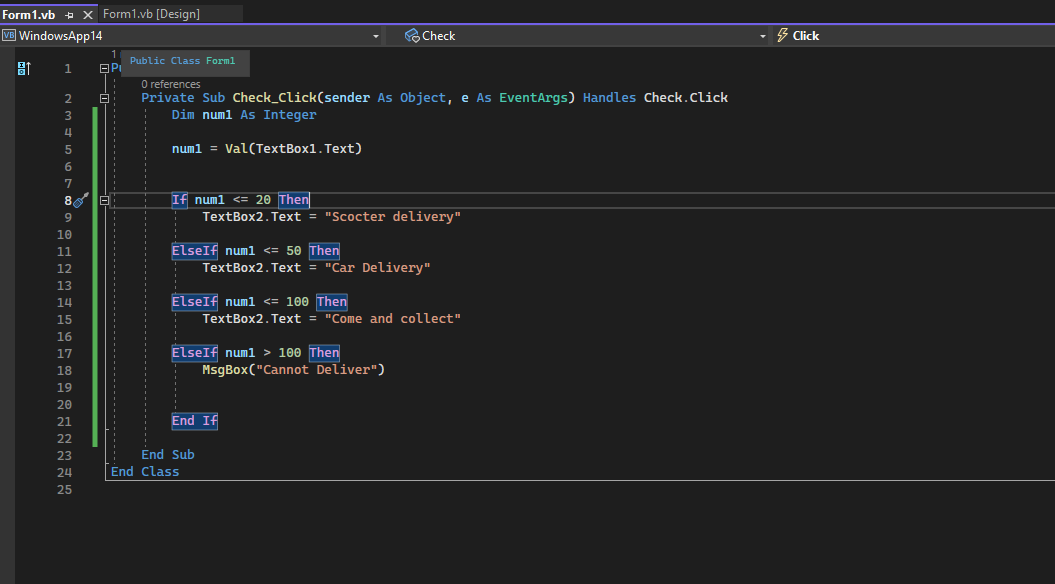 Form1.vb Form1.vb [Design]
VB WindowsApp14 Check Click
1
Public Class Form1
1
0 references
2 Private Sub Check_Click(sender As Object, e As EventArgs) Handles Check.Click
3 Dim num1 As Integer
4
5 num1 = Val(TextBox1.Text)
6
7
8 If num1 <= 20 Then
9 TextBox2.Text = "Scocter delivery"
10
11 ElseIf num1 <= 50 Then
12 TextBox2.Text = "Car Delivery"
13
14 ElseIf num1 <= 100 Then
15 TextBox2.Text = "Come and collect"
16
17 ElseIf num1 > 100 Then
18 MsgBox("Cannot Deliver")
19
20
21 End If
22
23 End Sub
24 End Class
25